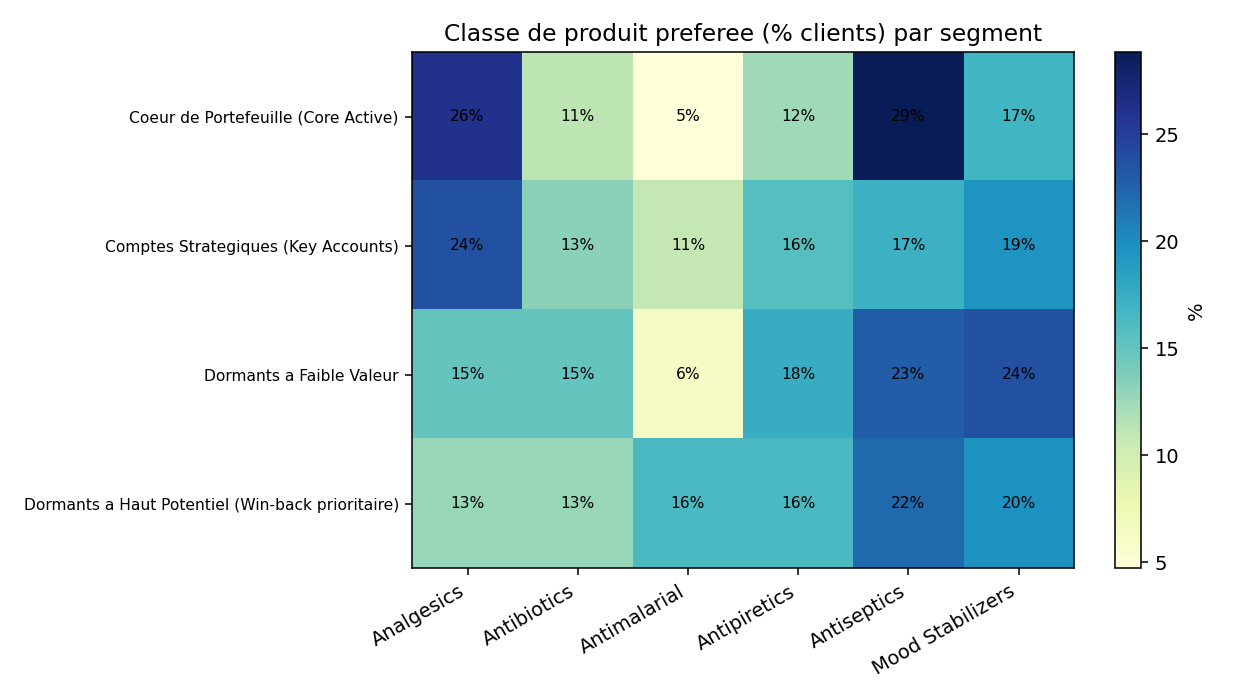 Classe de produit preferee (% clients) par segment
Coeur de Portefeuille (Core Active) 26% 11% 5% 12% 29% 17%
Comptes Strategiques (Key Accounts) 24% 13% 11% 16% 17% 19%
Dormants a Faible Valeur 15% 15% 6% 18% 23% 24%
Dormants a Haut Potentiel (Win-back prioritaire) 13% 13% 16% 16% 22% 20%
Analgesics Antibiotics Antimalarial Antipiretics Antiseptics Mood Stabilizers
25
20
15
10
5
%